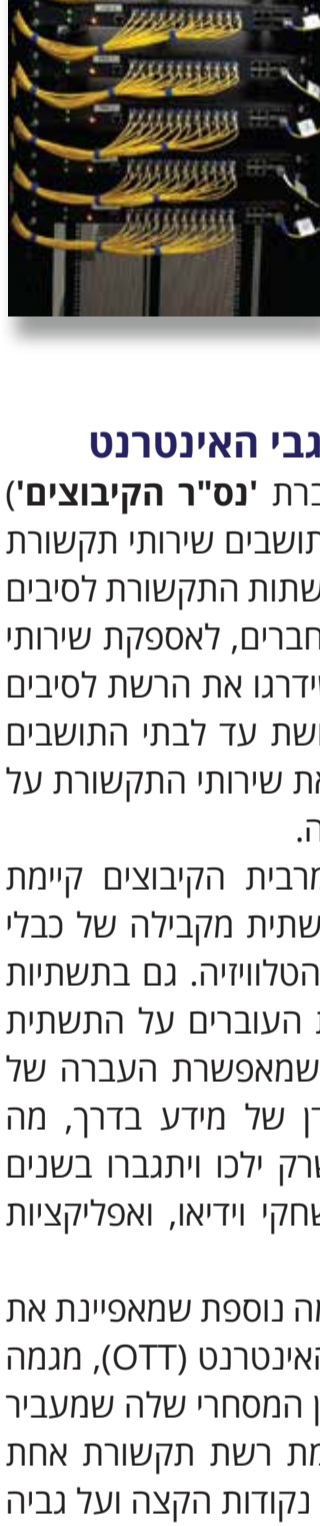 גבי האינטרנט
ברת 'נס"ר הקיבוצים')
תושבים שירותי תקשורת
שתות התקשורת לסיבים
חברים, לאספקת שירותי
שידרגו את הרשת לסיבים
ושת עד לבתי התושבים
את שירותי התקשורת על
ה.
מרבית הקיבוצים קיימת
שתית מקבילה של כבלי
הטלוויזיה. גם בתשתיות
העוברים על התשתית
שמאפשרת העברה של
דן של מידע בדרך, מה
שרק ילכו ויתגברו בשנים
שחקי וידיאו, ואפליקציות
מה נוספת שמאפיינת את
האינטרנט (OTT), מגמה
ן המסחרי שלה שמעביר
מת רשת תקשורת אחת
נקודות הקצה ועל גביה